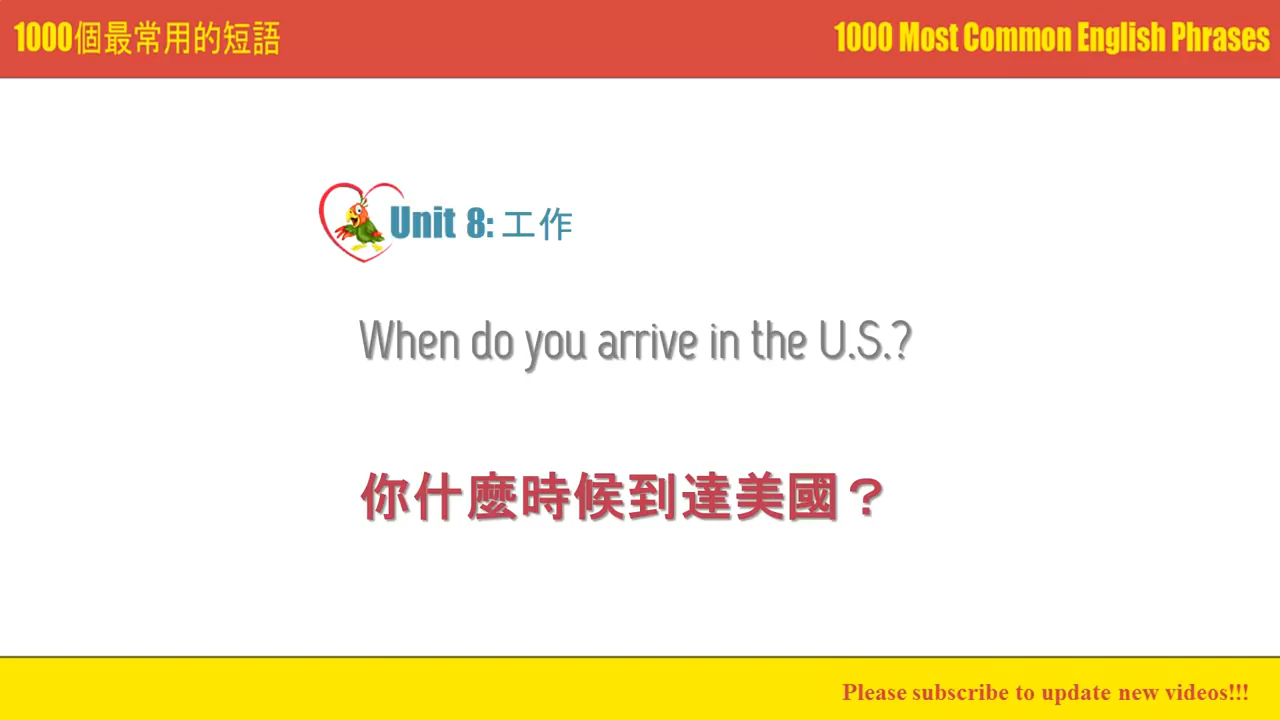 1000個最常用的短語
1000 Most Common English Phrases
Unit 8: 工作
When do you arrive in the U.S.?
你什麼時候到達美國？
Please subscribe to update new videos!!!